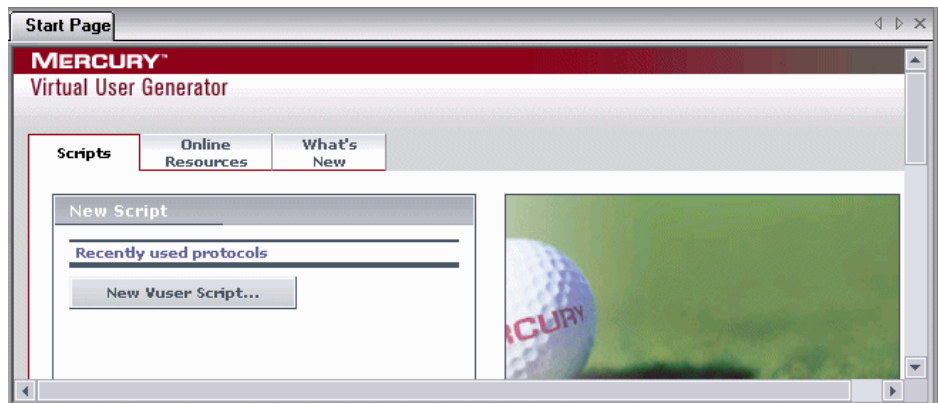 Start Page
MERCURY™
Virtual User Generator
Scripts
Online
Resources
What's
New
New Script
Recently used protocols
New Vuser Script...
RCURY